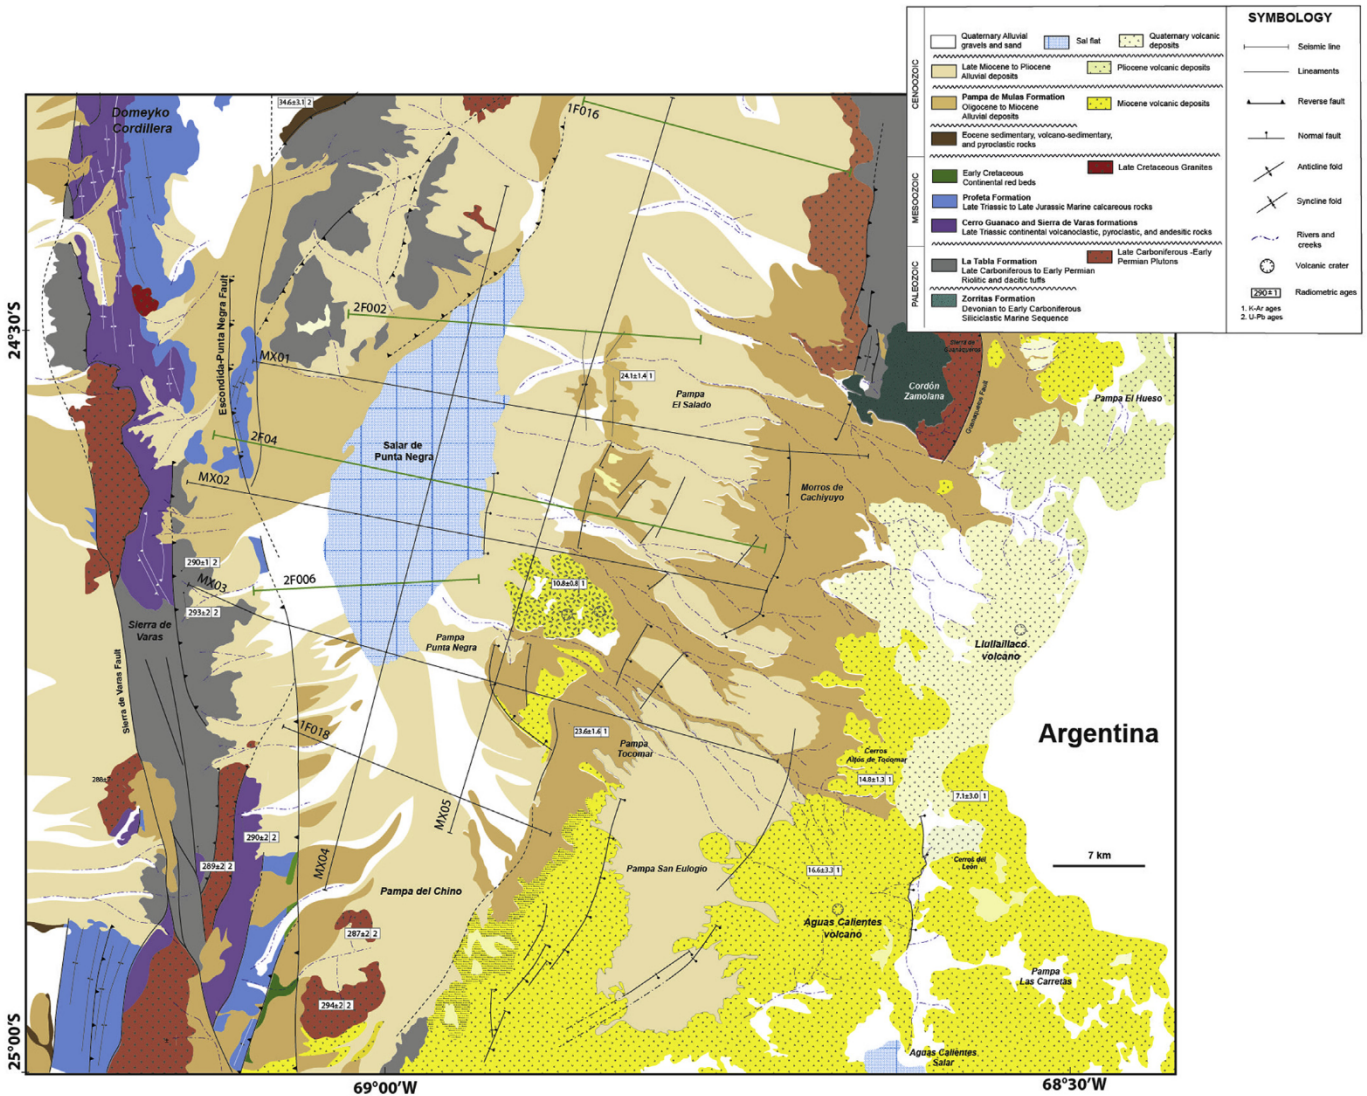 CENOOZOIC
MESOOZOIC
PALEOZOIC
Quaternary Alluvial
gravels and sand
Sal flat
Quaternary volcanic
deposits
Late Miocene to Pliocene
Alluvial deposits
Pliocene volcanic deposits
Pampa de Mulas Formation
Oligocene to Miocene
Alluvial deposits
Miocene volcanic deposits
Eocene sedimentary, volcano-sedimentary,
and pyroclastic rocks
Early Cretaceous
Continental red beds
Late Cretaceous Granites
Profeta Formation
Late Triassic to Late Jurassic Marine calcareous rocks
Cerro Guanaco and Sierra de Varas formations
Late Triassic continental volcanoclastic, pyroclastic, and andesitic rocks
La Tabla Formation
Late Carboniferous to Early Permian
Riolitic and dacitic tuffs
Late Carboniferous -Early
Permian Plutons
Zorritas Formation
Devonian to Early Carboniferous
Siliciclastic Marine Sequence
SYMBOLOGY
Seismic line
Lineaments
Reverse fault
Normal fault
Anticline fold
Syncline fold
Rivers and
creeks
Volcanic crater
290±1
Radiometric ages
1. K-Ar ages
2. U-Pb ages
Domeyko
Cordillera
34.6±3.1 2
1F016
24°30'S
Escondida-Punta Negra Fault
2F002
MX01
24.1±1.4 1
Pampa
El Salado
Cordón
Zamolana
Guanaqueros Fault
Pampa El Hueso
2F04
Salar de
Punta Negra
MX02
Morros de
Cachiyuyo
290±1 2
MX03
2F006
10.8±0.8 1
293±2 2
Sierra de
Varas
Pampa
Punta Negra
Llullaillaco
volcano
Sierra de Varas Fault
1F018
23.6±1.6 1
Pampa
Tocomar
Cerros
Altos de Tocomar
14.8±1.3 1
Argentina
288±2
7.1±3.0 1
MX05
290±2 2
289±2 2
MX04
Pampa del Chino
Pampa San Eulogio
16.6±3.3 1
Cerros del
León
7 km
287±2 2
Aguas Calientes
volcano
294±2 2
Pampa
Las Carretas
Aguas Calientes
Salar
25°00'S
69°00'W
68°30'W